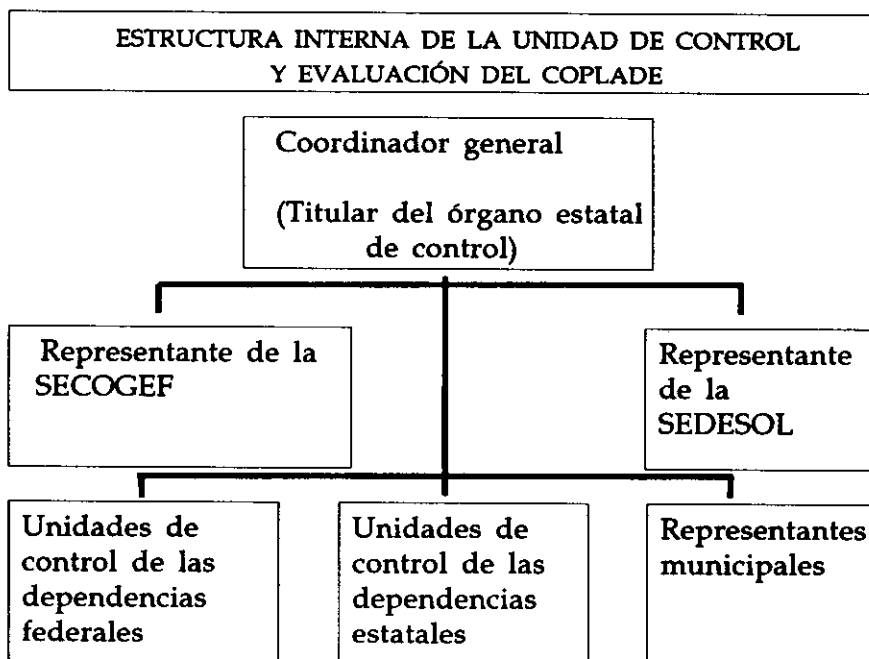 ESTRUCTURA INTERNA DE LA UNIDAD DE CONTROL
Y EVALUACIÓN DEL COPLADE
Coordinador general
(Titular del órgano estatal
de control)
Representante de la
SECOGEF
Representante
de la
SEDESOL
Unidades de
control de las
dependencias
federales
Unidades de
control de las
dependencias
estatales
Representantes
municipales